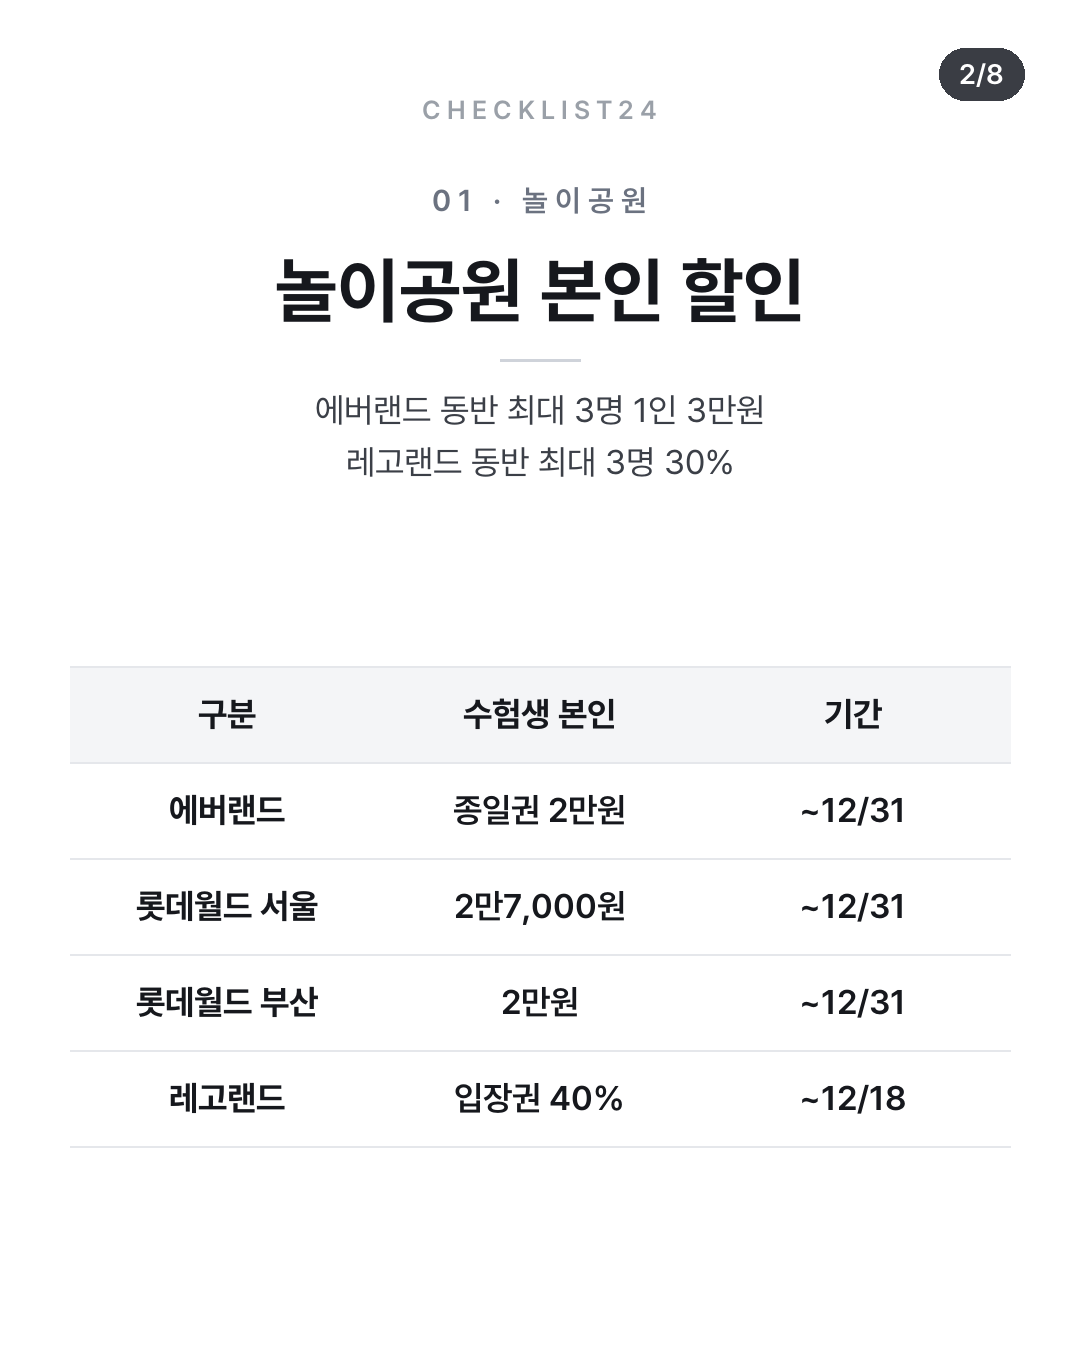 2/8
CHECKLIST24
01 · 놀이공원
놀이공원 본인 할인
에버랜드 동반 최대 3명 1인 3만원
레고랜드 동반 최대 3명 30%
구분 수험생 본인 기간
에버랜드 종일권 2만원 ~12/31
롯데월드 서울 2만7,000원 ~12/31
롯데월드 부산 2만원 ~12/31
레고랜드 입장권 40% ~12/18